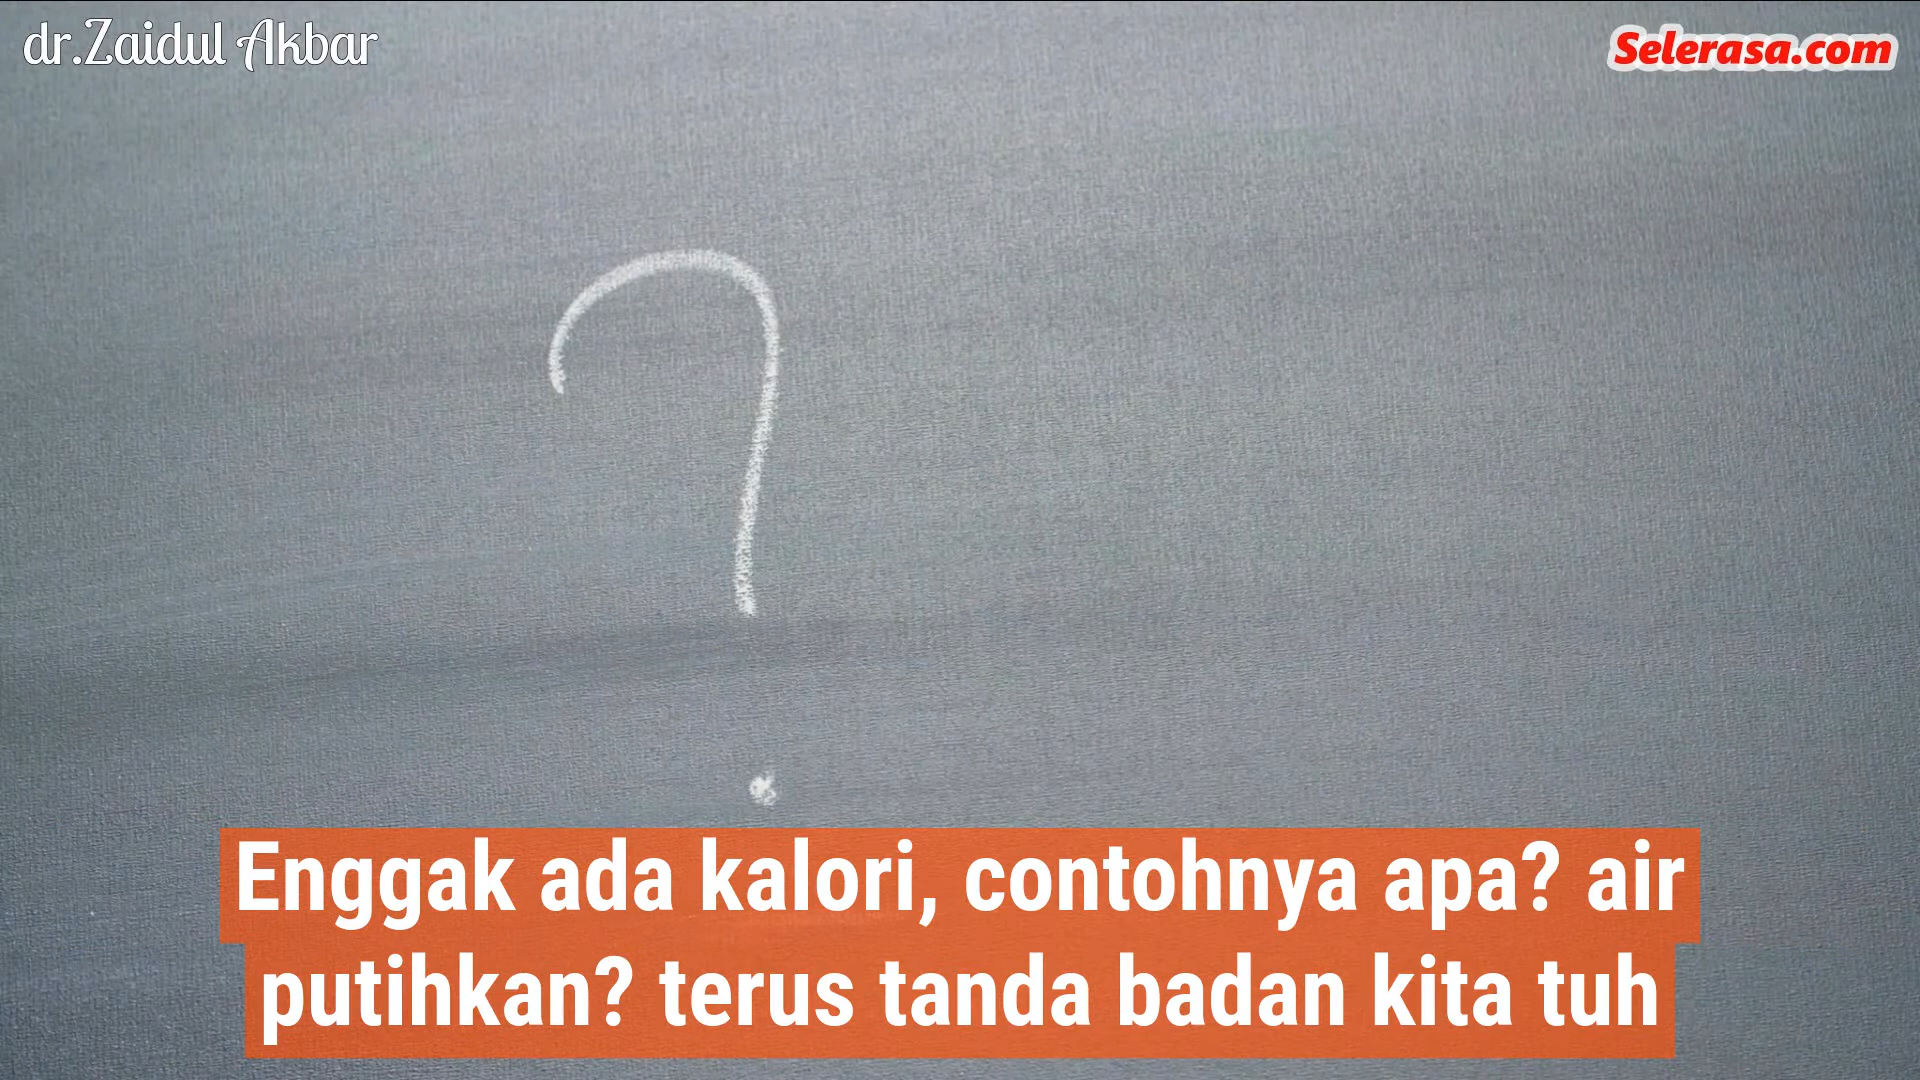 dr.Zaidul Akbar
Selerasa.com
?
Enggak ada kalori, contohnya apa? air
putihkan? terus tanda badan kita tuh